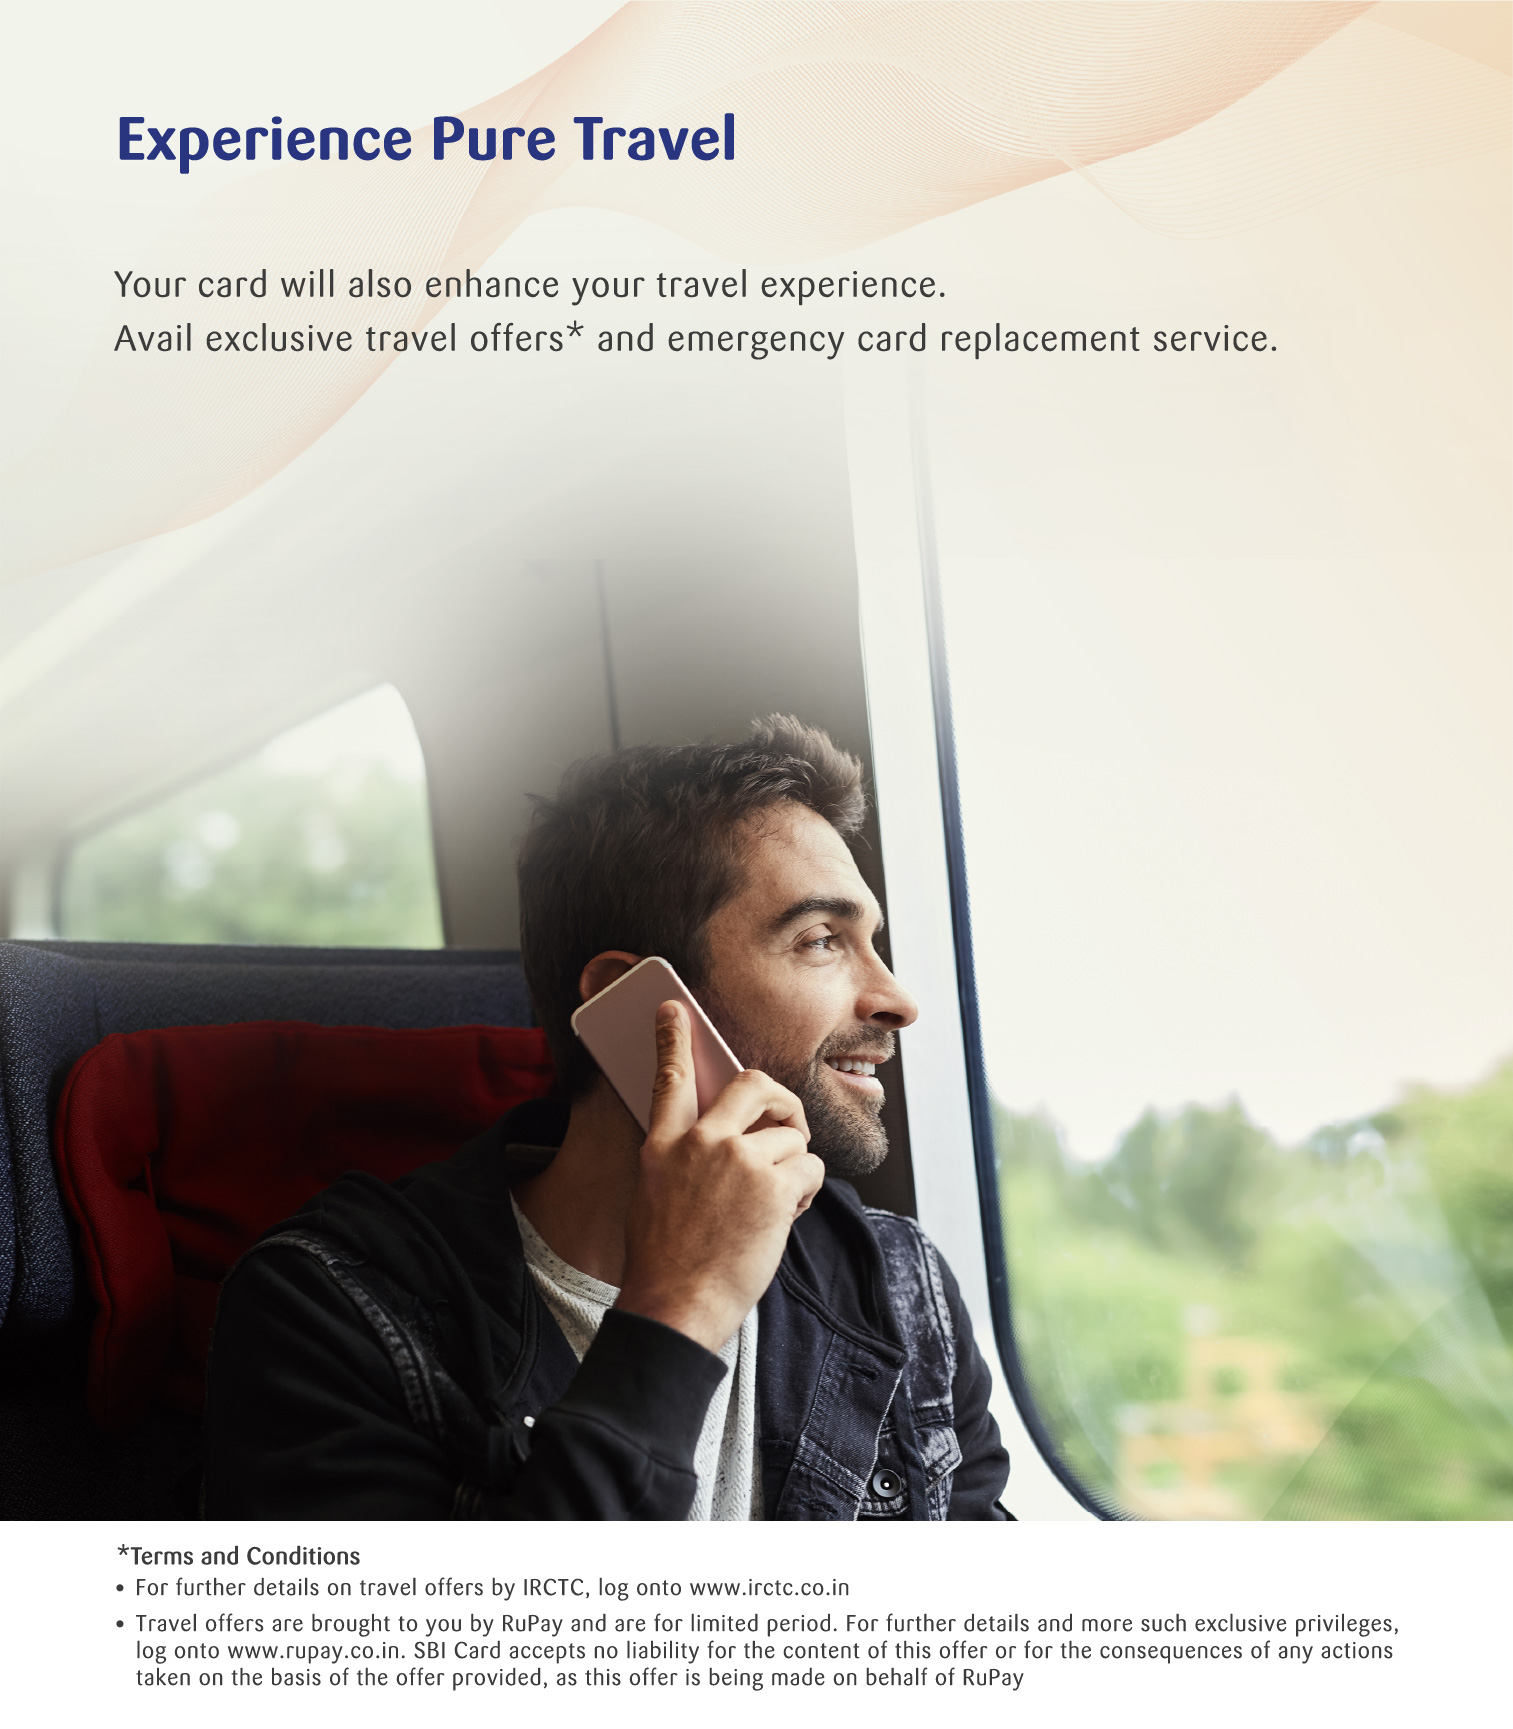 Experience Pure Travel
Your card will also enhance your travel experience.
Avail exclusive travel offers* and emergency card replacement service.
*Terms and Conditions
• For further details on travel offers by IRCTC, log onto www.irctc.co.in
• Travel offers are brought to you by RuPay and are for limited period. For further details and more such exclusive privileges,
log onto www.rupay.co.in. SBI Card accepts no liability for the content of this offer or for the consequences of any actions
taken on the basis of the offer provided, as this offer is being made on behalf of RuPay